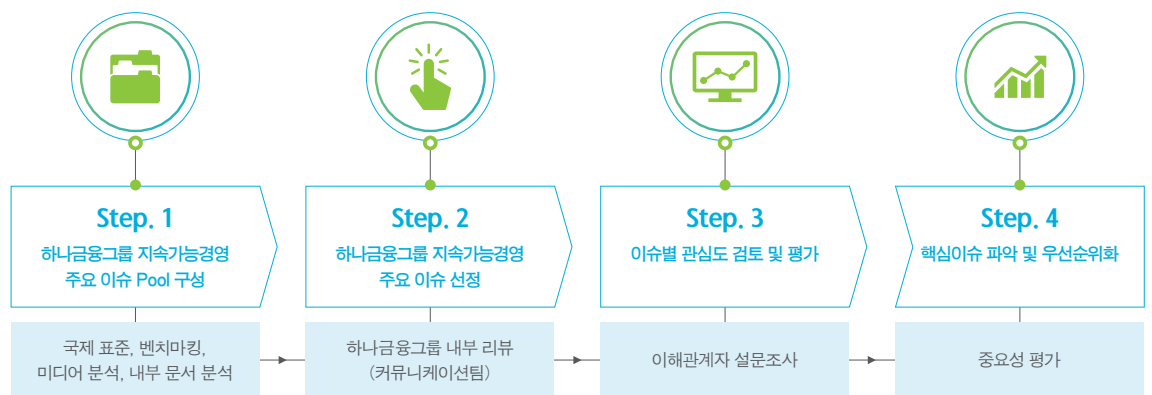 Step. 1
하나금융그룹 지속가능경영
주요 이슈 Pool 구성
국제 표준, 벤치마킹,
미디어 분석, 내부 문서 분석
Step. 2
하나금융그룹 지속가능경영
주요 이슈 선정
하나금융그룹 내부 리뷰
(커뮤니케이션팀)
Step. 3
이슈별 관심도 검토 및 평가
이해관계자 설문조사
Step. 4
핵심이슈 파악 및 우선순위화
중요성 평가